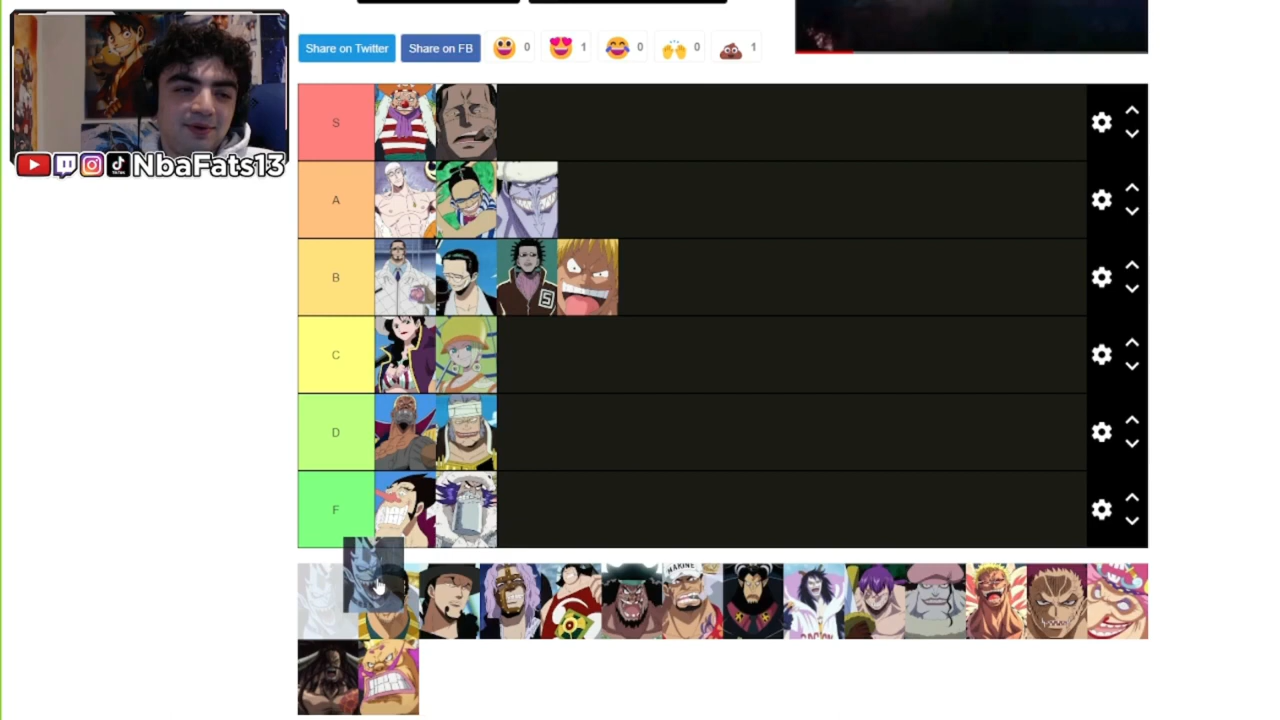 Share on Twitter
Share on FB
0
1
0
0
1
NbaFats13
S
A
B
S
C
D
F
MARINE